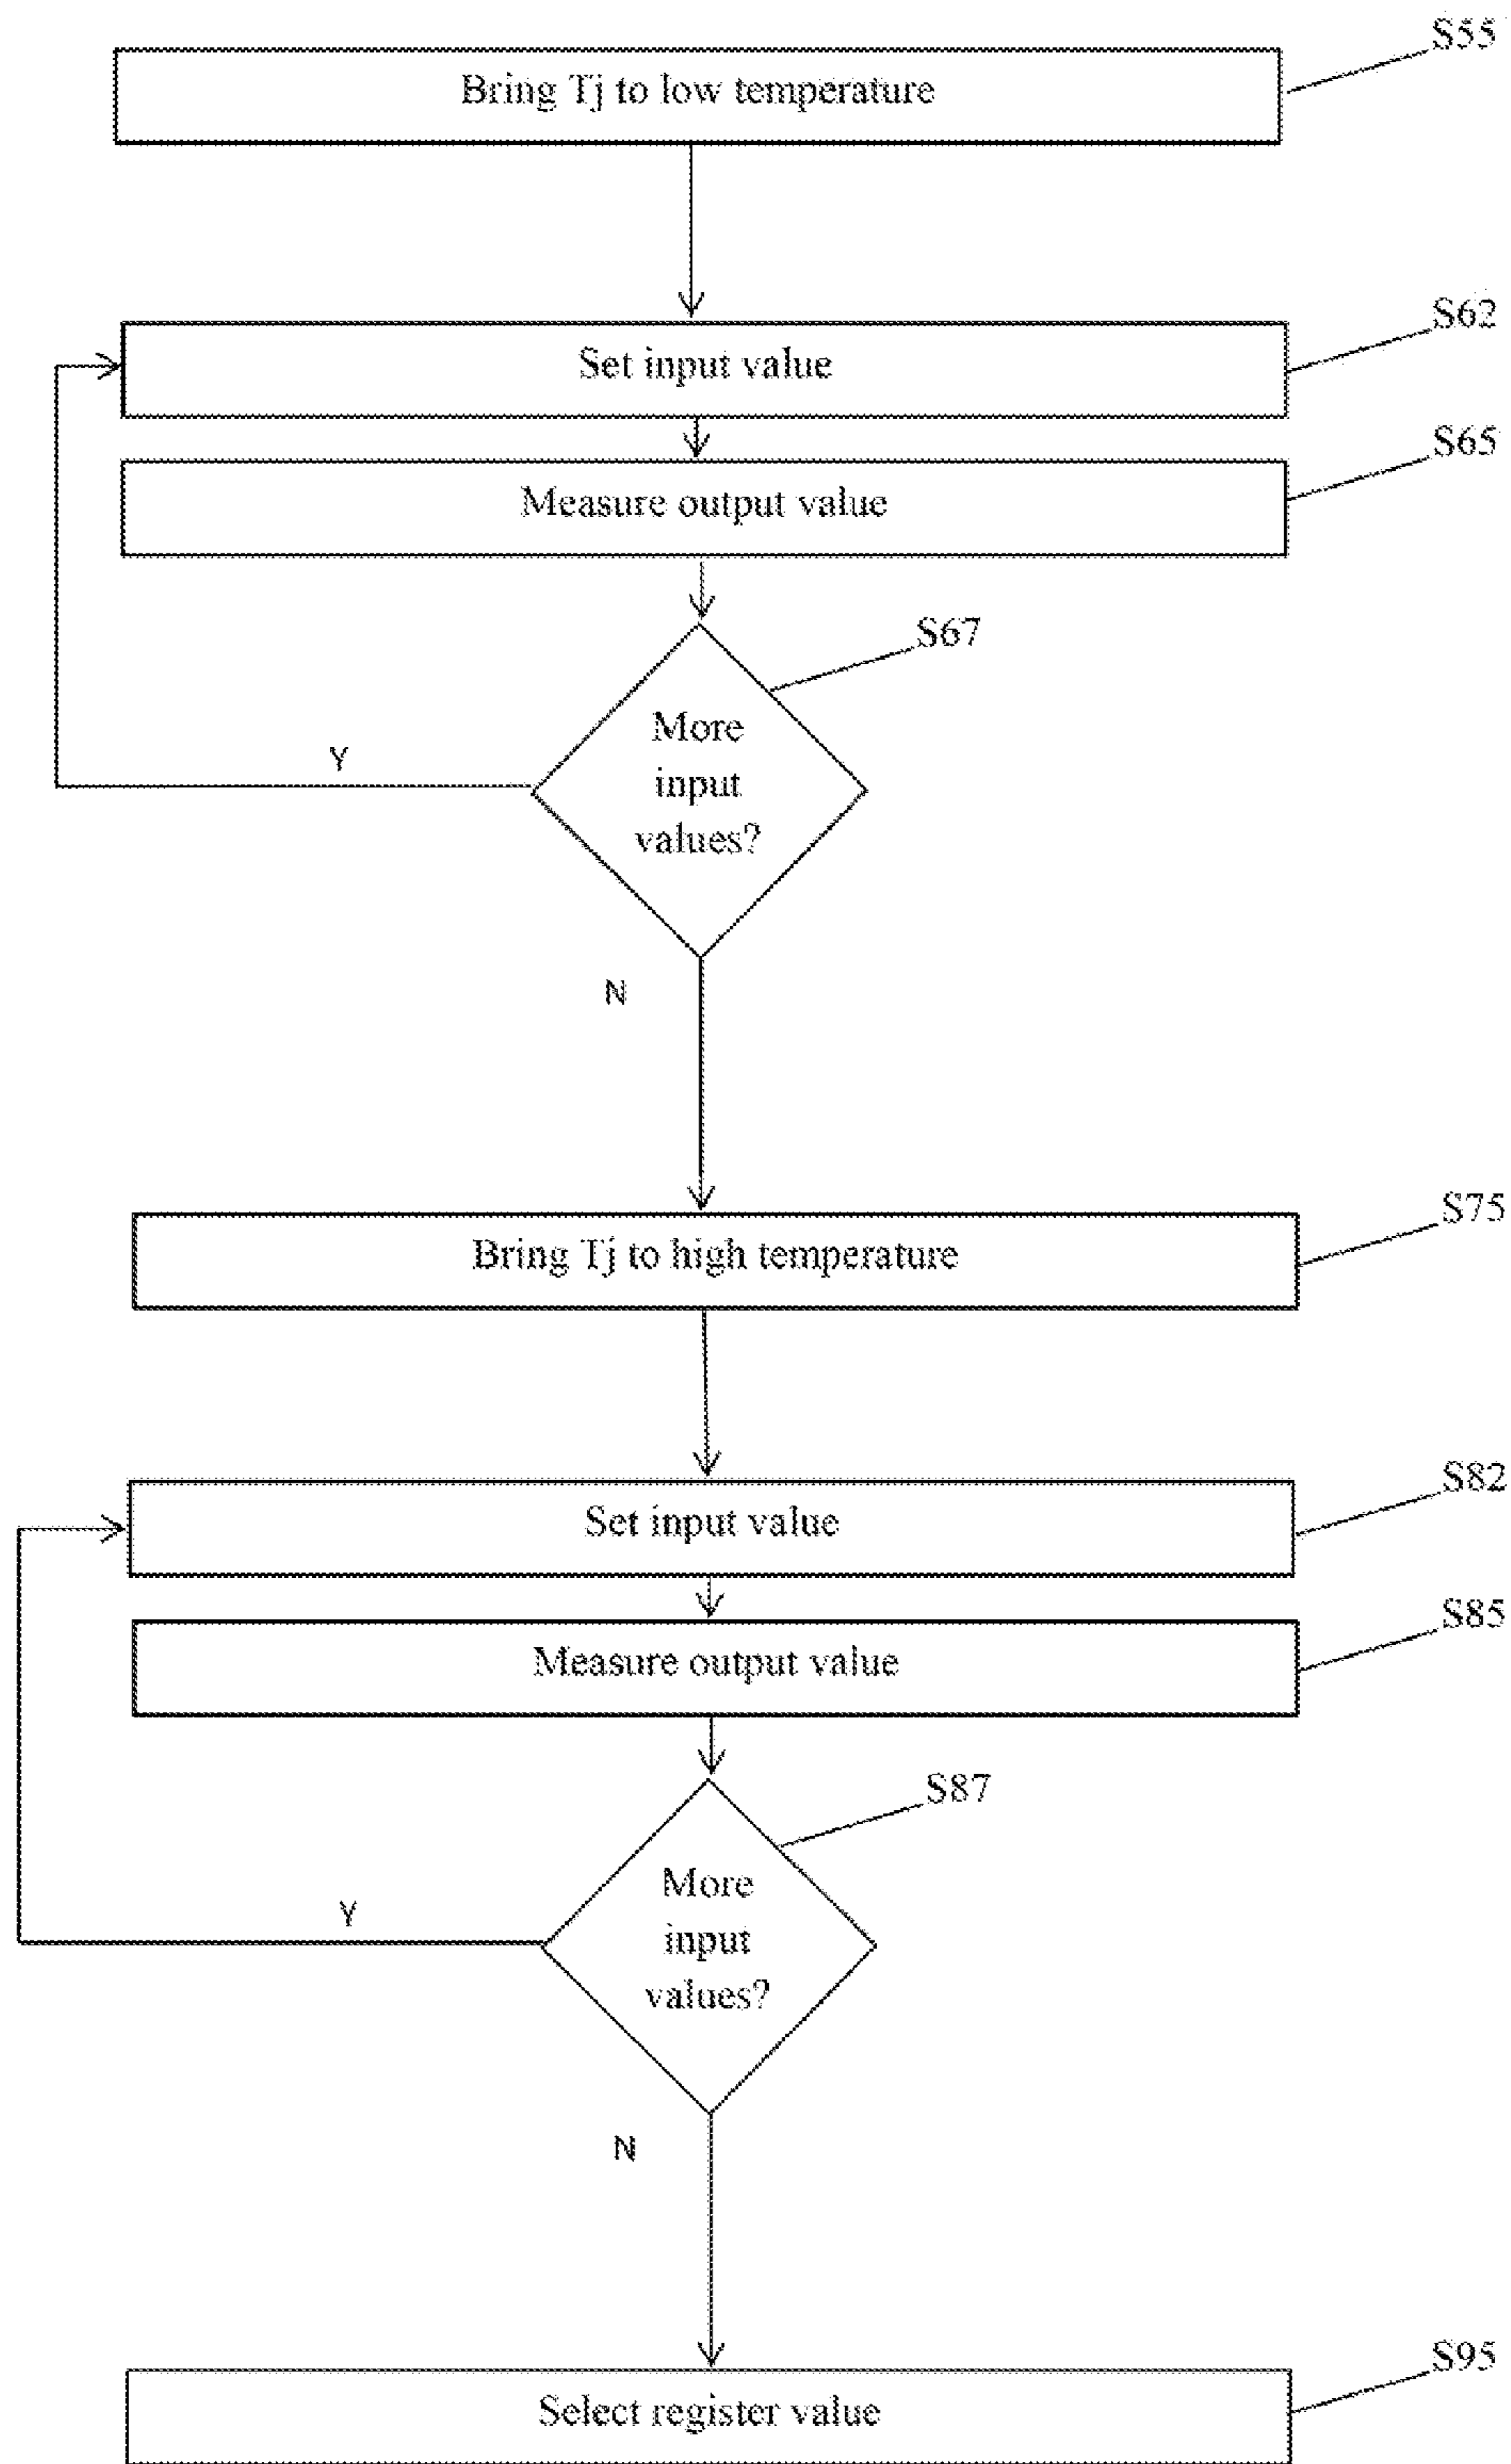 S55
Bring Tj to low temperature
S62
Set input value
S65
Measure output value
S67
More
input
values?
Y
N
S75
Bring Tj to high temperature
S82
Set input value
S85
Measure output value
S87
More
input
values?
Y
N
S95
Select register value